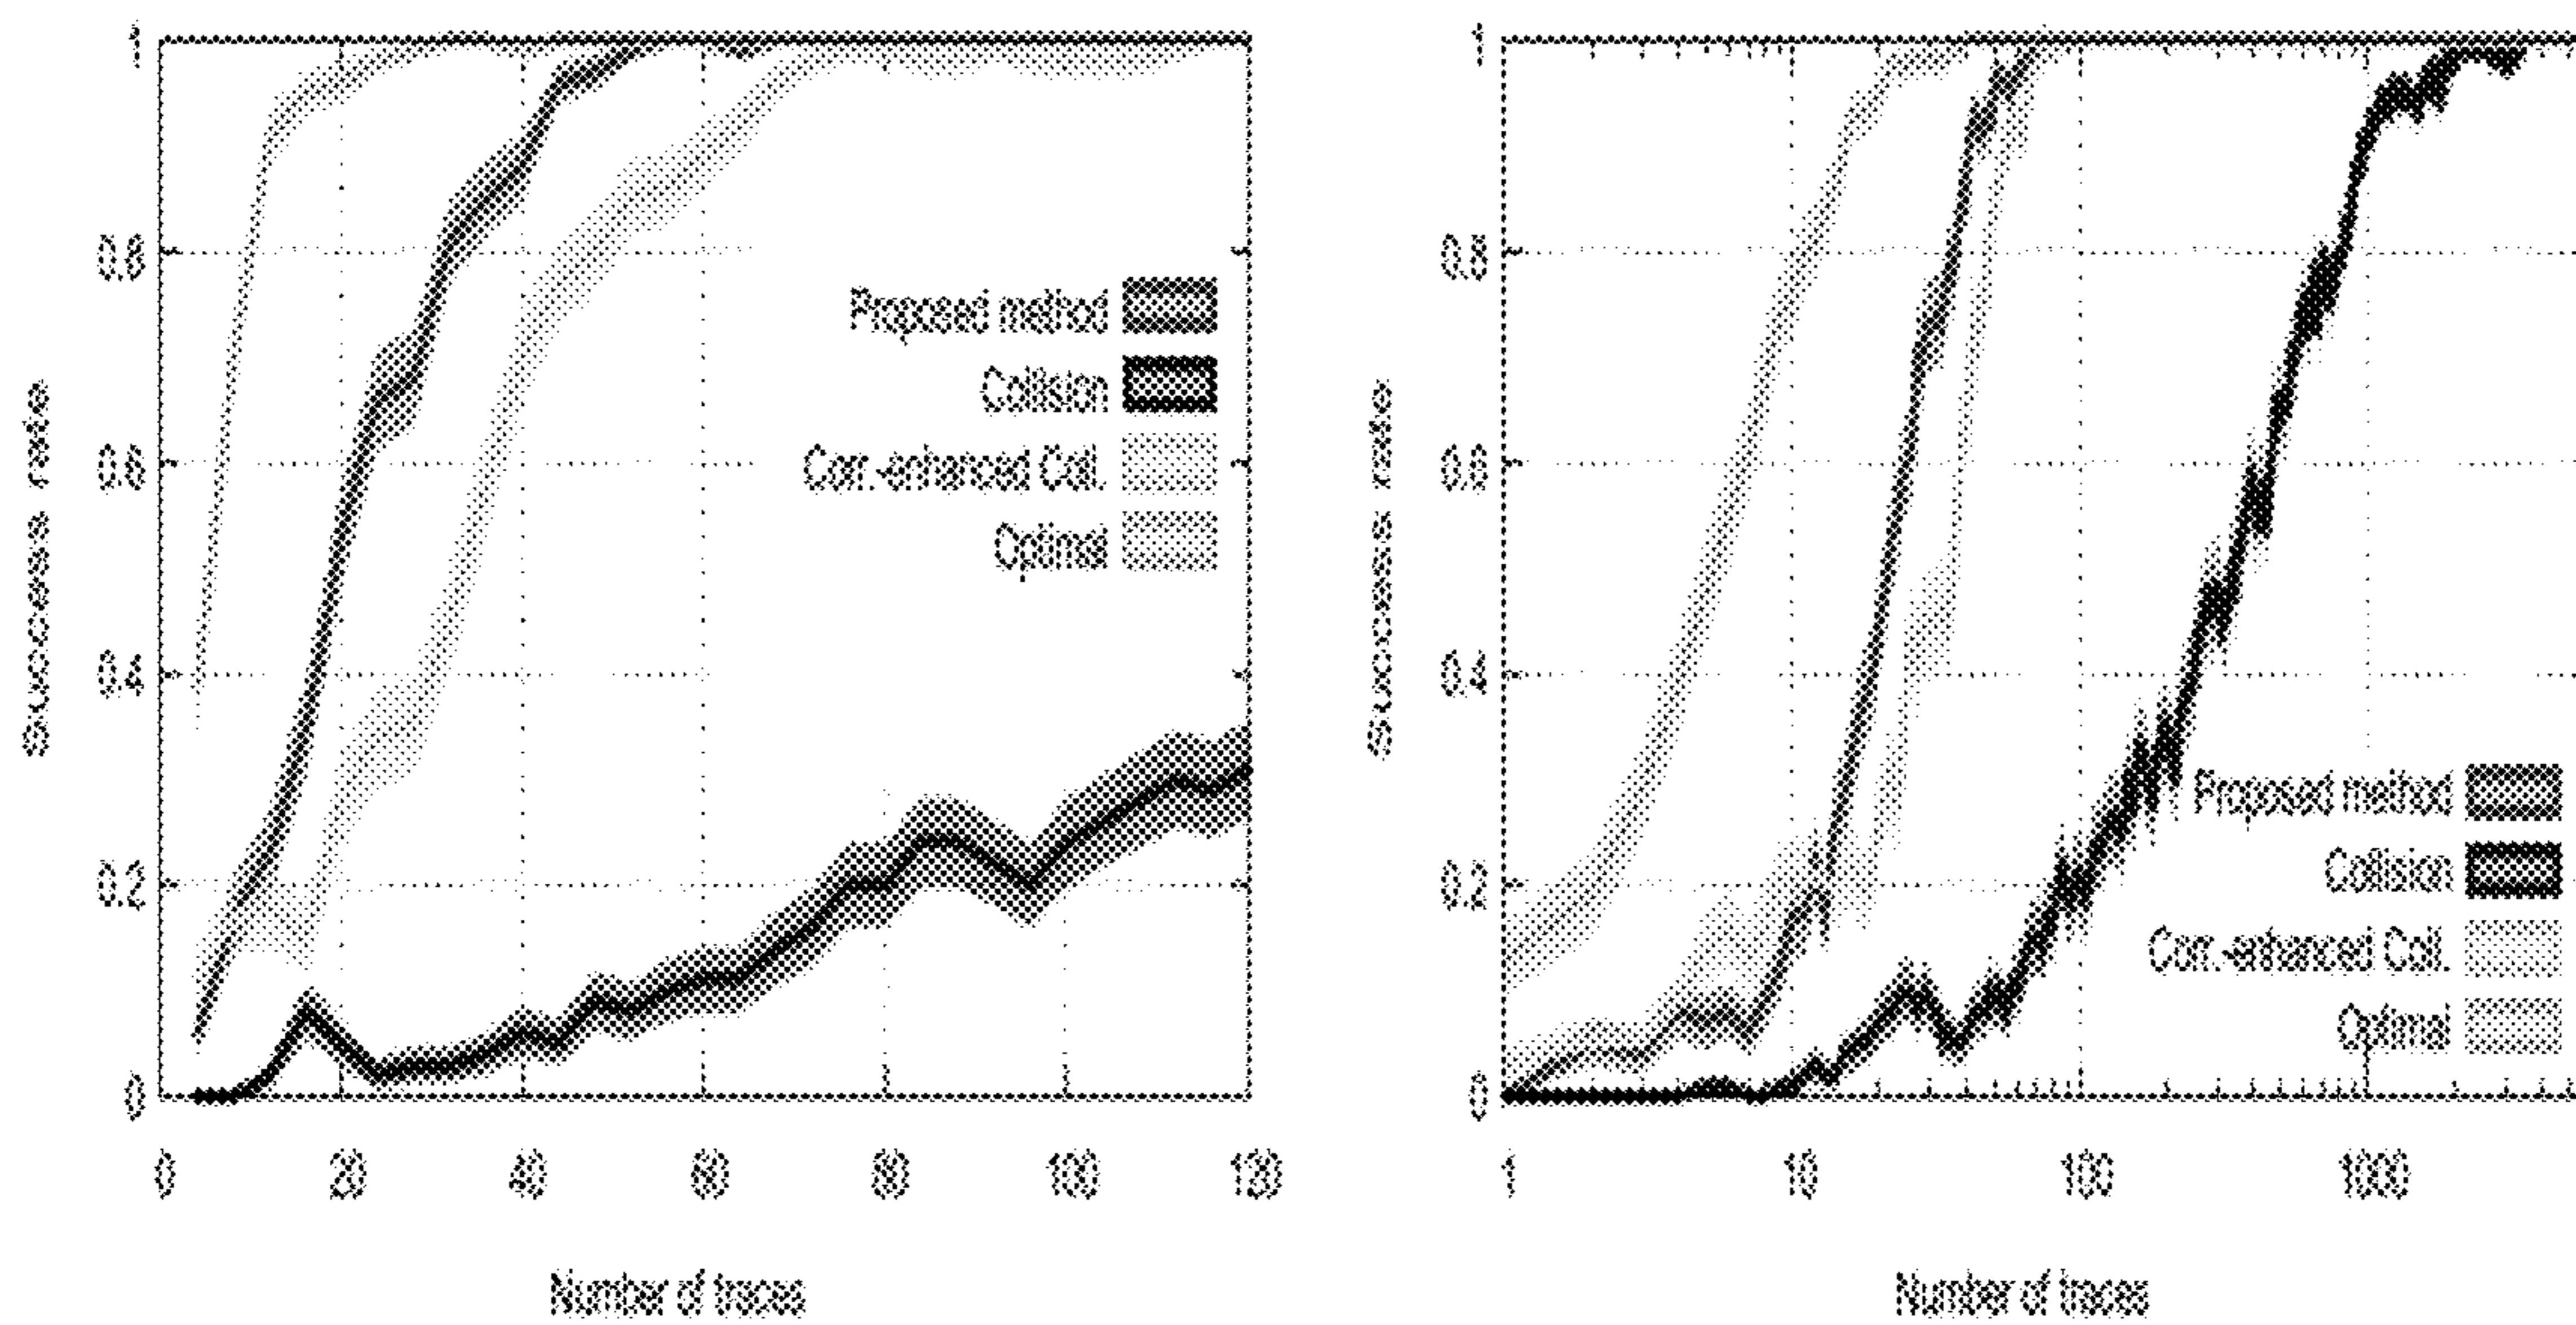 1
0.8
0.6
0.4
0.2
0
Success rate
Proposed method
Collision
Corr.-enhanced Coll.
Optimal
0 20 40 60 80 100 120
Number of traces
1
0.8
0.6
0.4
0.2
0
Success rate
Proposed method
Collision
Corr.-enhanced Coll.
Optimal
1 10 100 1000
Number of traces